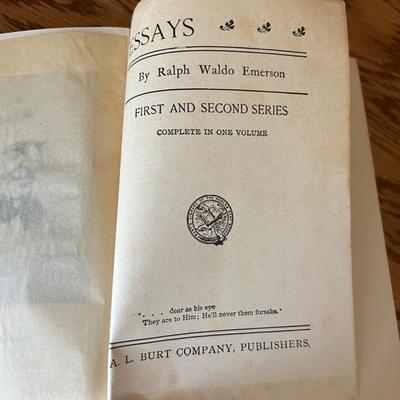 ESSAYS
By Ralph Waldo Emerson
FIRST AND SECOND SERIES
COMPLETE IN ONE VOLUME
". . . dear as his eye
They are to Him; He'll never them forsake."
A. L. BURT COMPANY, PUBLISHERS,